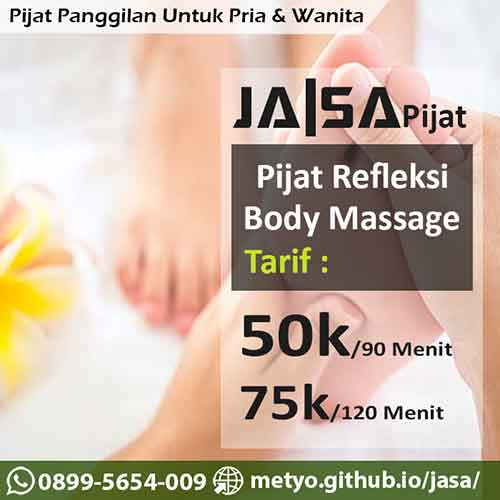 Pijat Panggilan Untuk Pria & Wanita
JA|SA Pijat
Pijat Refleksi
Body Massage
Tarif :
50k/90 Menit
75k/120 Menit
0899-5654-009 metyo.github.io/jasa/